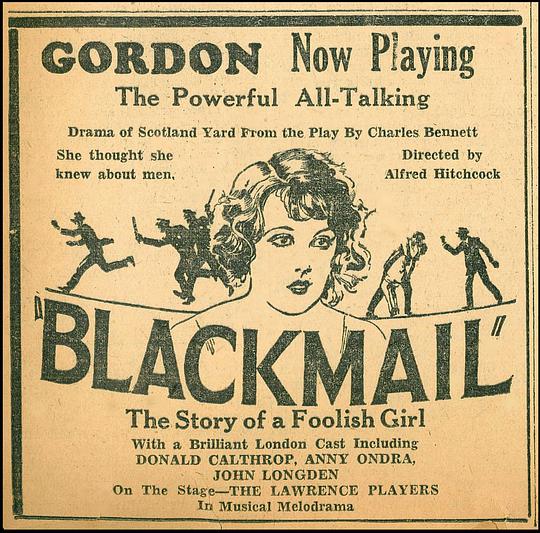 GORDON Now Playing
The Powerful All-Talking
Drama of Scotland Yard From the Play By Charles Bennett
She thought she
knew about men.
Directed by
Alfred Hitchcock
"BLACKMAIL"
The Story of a Foolish Girl
With a Brilliant London Cast Including
DONALD CALTHROP, ANNY ONDRA,
JOHN LONGDEN
On The Stage—THE LAWRENCE PLAYERS
In Musical Melodrama